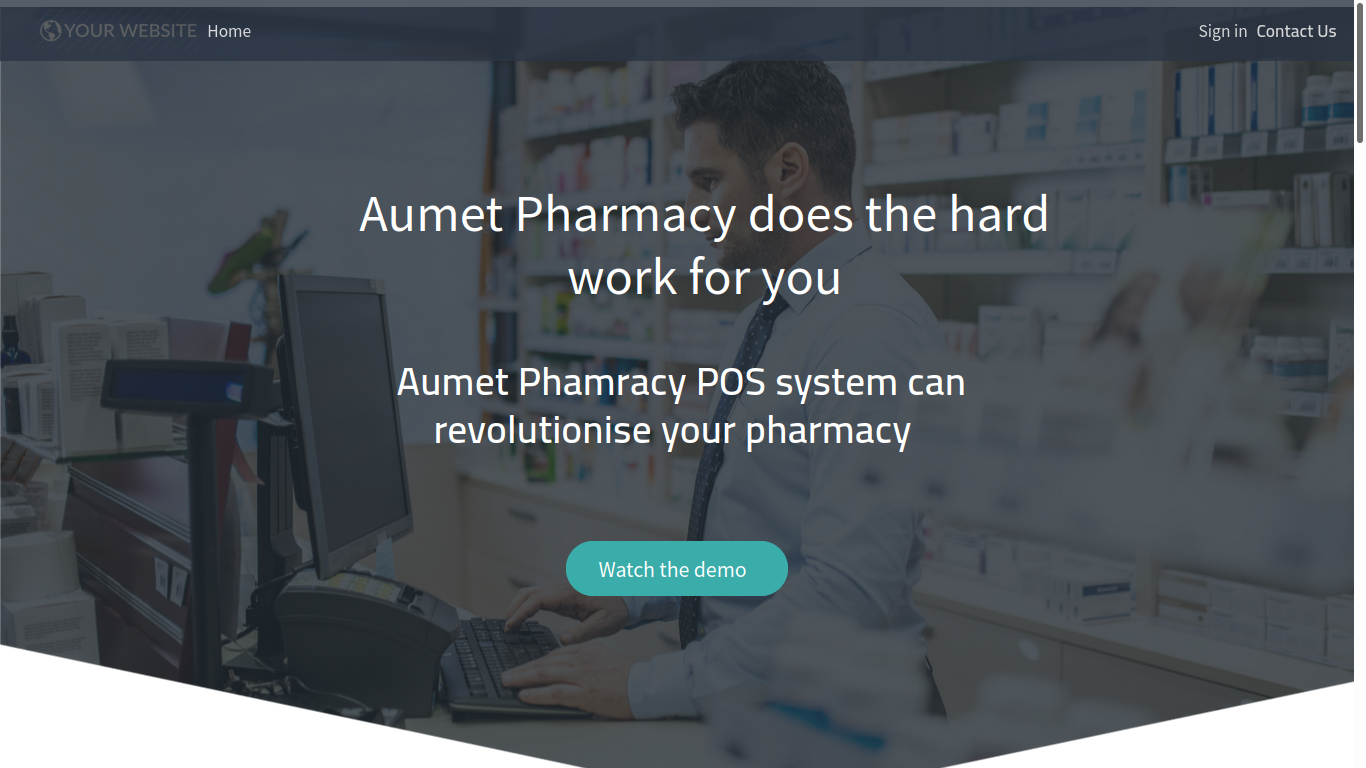 YOUR WEBSITE Home Sign in Contact Us
Aumet Pharmacy does the hard
work for you
Aumet Phamracy POS system can
revolutionise your pharmacy
Watch the demo